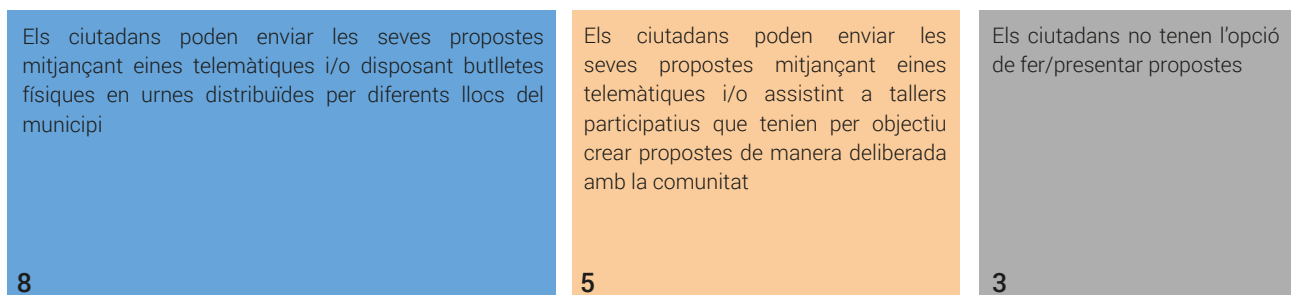 Els ciutadans poden enviar les seves propostes
mitjançant eines telemàtiques i/o disposant butlletes
físiques en urnes distribuïdes per diferents llocs del
municipi
8
Els ciutadans poden enviar les
seves propostes mitjançant eines
telemàtiques i/o assistint a tallers
participatius que tenien per objectiu
crear propostes de manera deliberada
amb la comunitat
5
Els ciutadans no tenen l'opció
de fer/presentar propostes
3